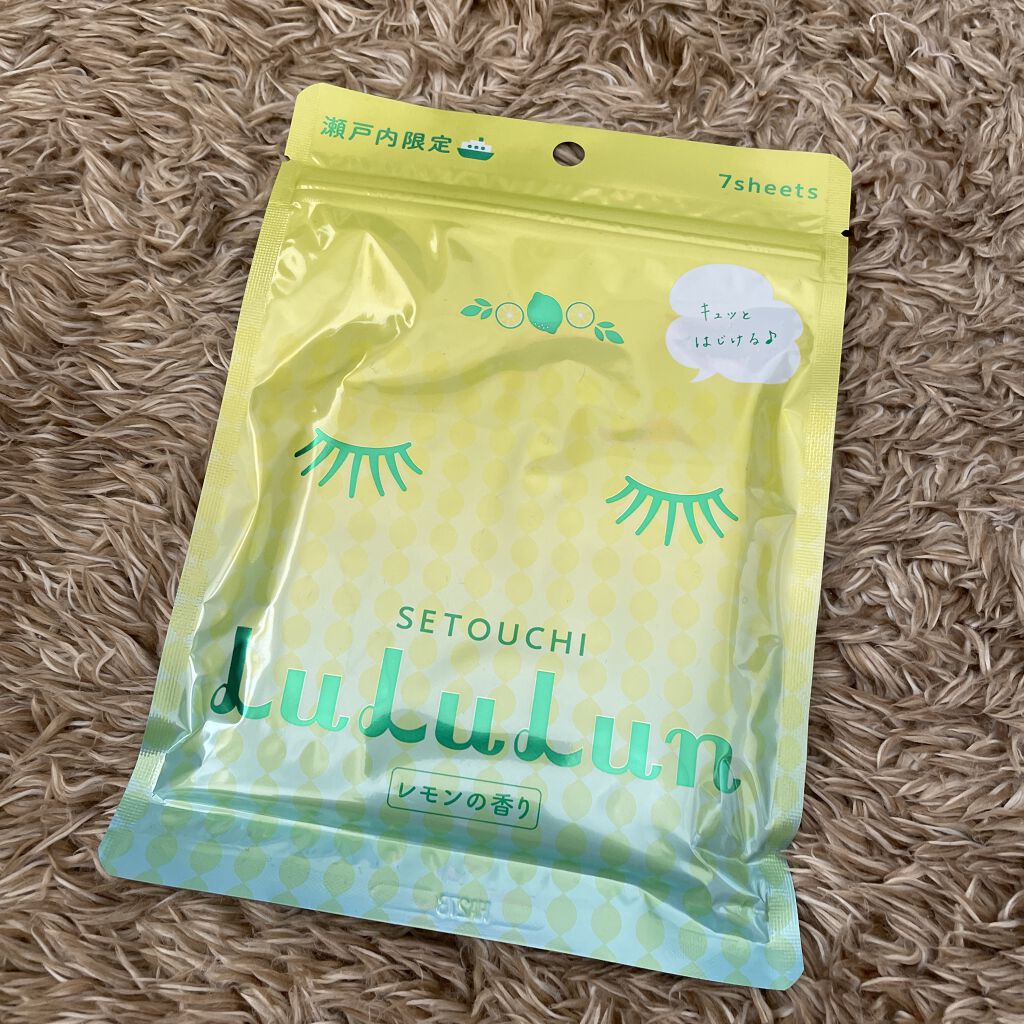 瀬戸内限定
7sheets
キュッと
はじける♪
SETOUCHI
LuLuLun
レモンの香り